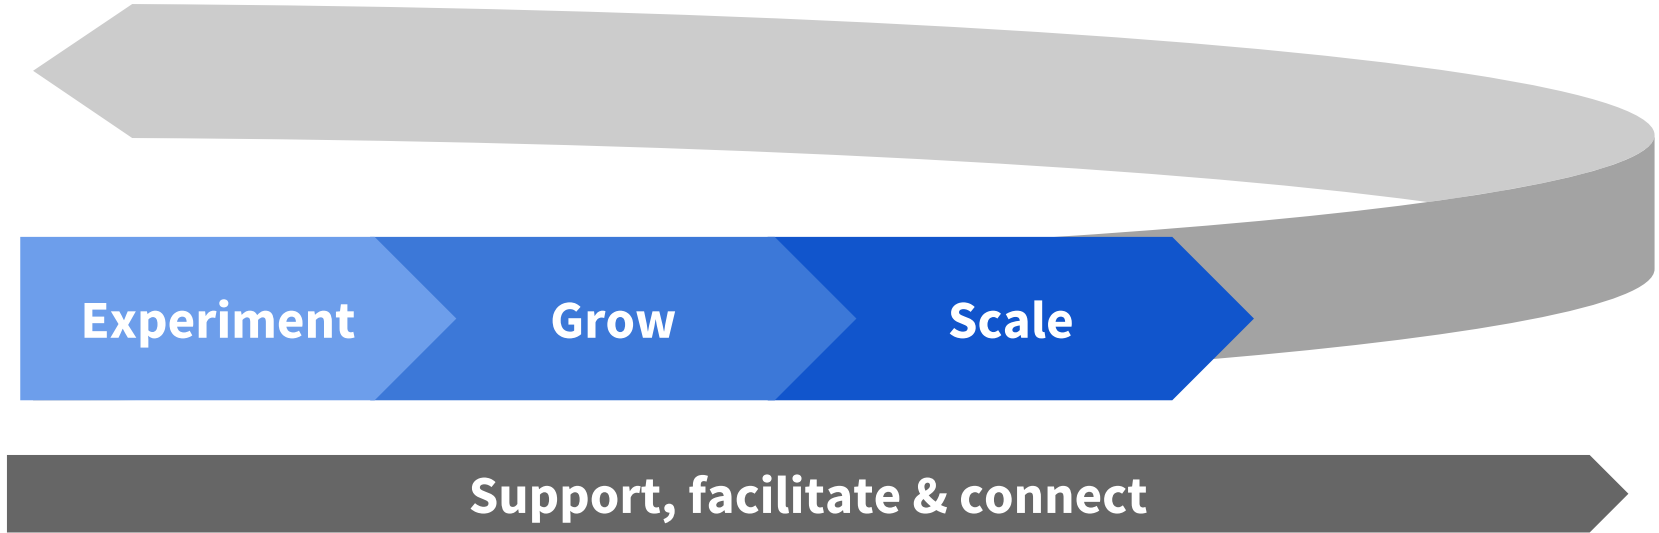 Experiment
Grow
Scale
Support, facilitate & connect